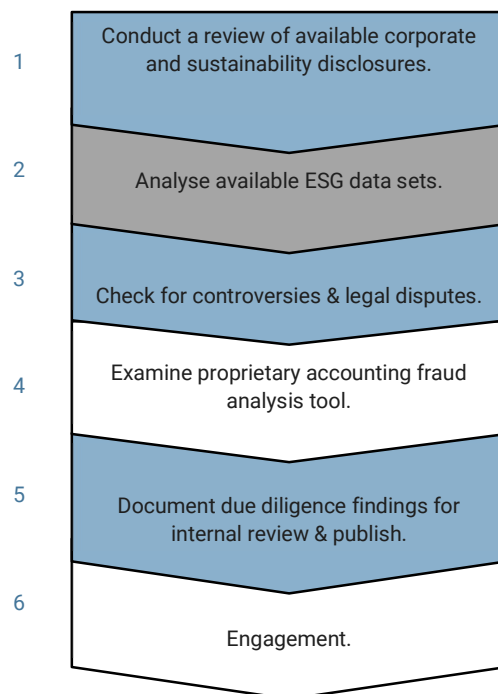 1
Conduct a review of available corporate
and sustainability disclosures.
2
Analyse available ESG data sets.
3
Check for controversies & legal disputes.
4
Examine proprietary accounting fraud
analysis tool.
5
Document due diligence findings for
internal review & publish.
6
Engagement.